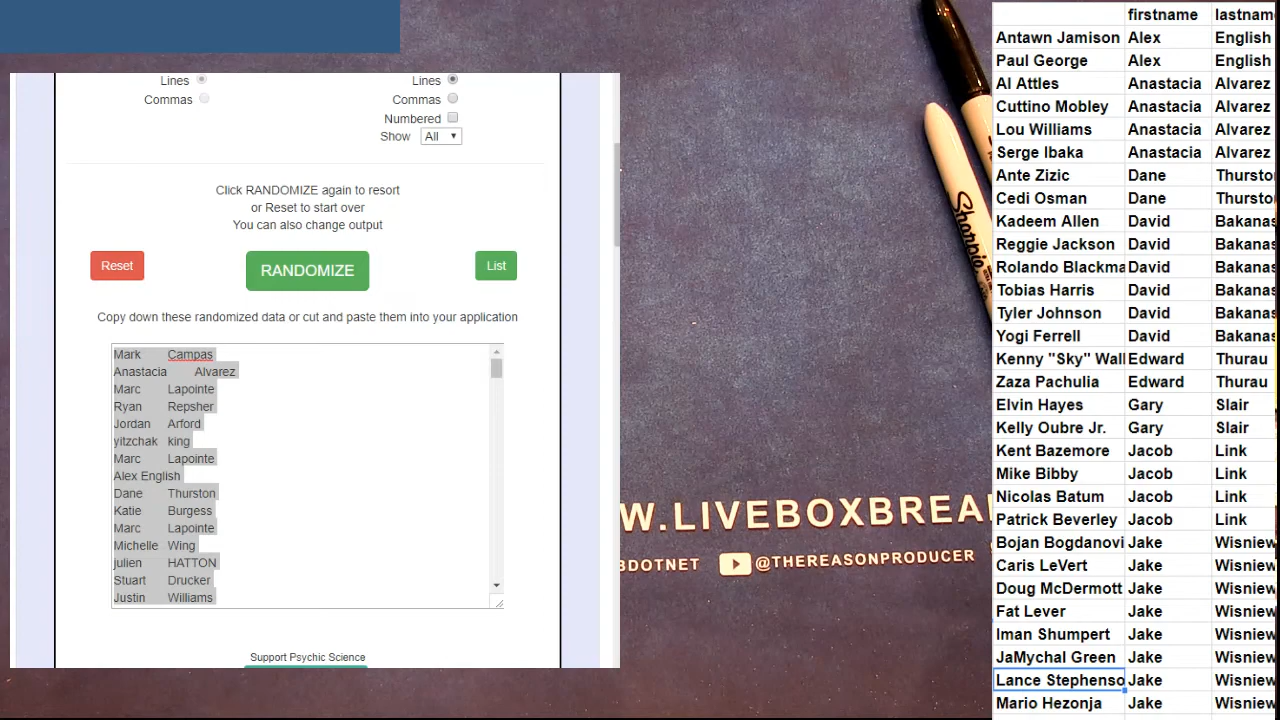 Lines
Commas
Lines
Commas
Numbered
Show All
Click RANDOMIZE again to resort
or Reset to start over
You can also change output
Reset
RANDOMIZE
List
Copy down these randomized data or cut and paste them into your application
Mark Campas
Anastacia Alvarez
Marc Lapointe
Ryan Repsher
Jordan Arford
yitzchak king
Marc Lapointe
Alex English
Dane Thurston
Katie Burgess
Marc Lapointe
Michelle Wing
julien HATTON
Stuart Drucker
Justin Williams
Support Psychic Science
Sharpie
W.LIVEBOXBREA
BDOTNET @THEREASONPRODUCER
firstname lastnam
Antawn Jamison Alex English
Paul George Alex English
Al Attles Anastacia Alvarez
Cuttino Mobley Anastacia Alvarez
Lou Williams Anastacia Alvarez
Serge Ibaka Anastacia Alvarez
Ante Zizic Dane Thursto
Cedi Osman Dane Thursto
Kadeem Allen David Bakanas
Reggie Jackson David Bakanas
Rolando Blackma David Bakanas
Tobias Harris David Bakanas
Tyler Johnson David Bakanas
Yogi Ferrell David Bakanas
Kenny "Sky" Wal Edward Thurau
Zaza Pachulia Edward Thurau
Elvin Hayes Gary Slair
Kelly Oubre Jr. Gary Slair
Kent Bazemore Jacob Link
Mike Bibby Jacob Link
Nicolas Batum Jacob Link
Patrick Beverley Jacob Link
Bojan Bogdanovi Jake Wisniew
Caris LeVert Jake Wisniew
Doug McDermott Jake Wisniew
Fat Lever Jake Wisniew
Iman Shumpert Jake Wisniew
JaMychal Green Jake Wisniew
Lance Stephenso Jake Wisniew
Mario Hezonja Jake Wisniew